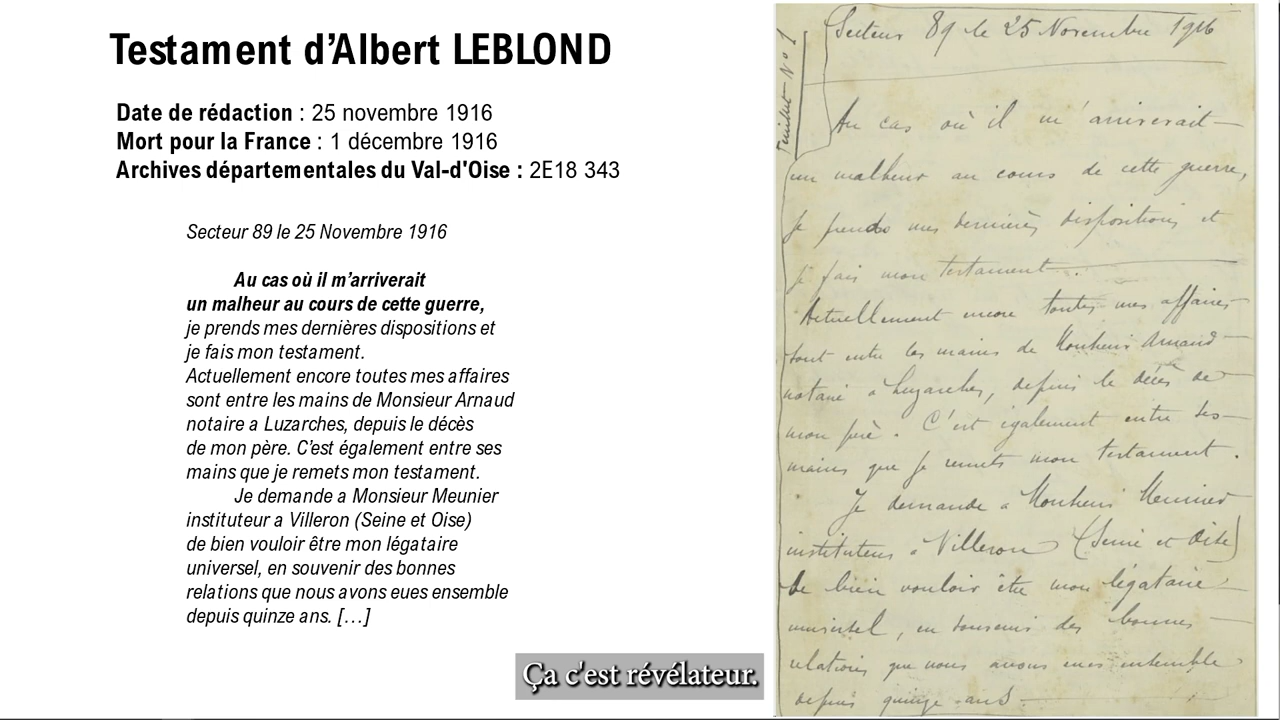 Testament d'Albert LEBLOND
Date de rédaction : 25 novembre 1916
Mort pour la France : 1 décembre 1916
Archives départementales du Val-d'Oise : 2E18 343
Secteur 89 le 25 Novembre 1916
Au cas où il m'arriverait
un malheur au cours de cette guerre,
je prends mes dernières dispositions et
je fais mon testament.
Actuellement encore toutes mes affaires
sont entre les mains de Monsieur Arnaud
notaire a Luzarches, depuis le décès
de mon père. C'est également entre ses
mains que je remets mon testament.
Je demande a Monsieur Meunier
instituteur a Villeron (Seine et Oise)
de bien vouloir être mon légataire
universel, en souvenir des bonnes
relations que nous avons eues ensemble
depuis quinze ans. […]
Feuillet N° 1
Secteur 89 le 25 Novembre 1916
Au cas où il m'arriverait
un malheur au cours de cette guerre,
je prends mes dernières dispositions et
je fais mon testament.
Actuellement encore toutes mes affaires
sont entre les mains de Monsieur Arnaud
notaire a Luzarches, depuis le décès de
mon père. C'est également entre ses
mains que je remets mon testament.
Je demande a Monsieur Meunier
instituteur a Villeron (Seine et Oise)
de bien vouloir être mon légataire
universel, en souvenir des bonnes
relations que nous avons eues ensemble
depuis quinze ans.
Ça c'est révélateur.